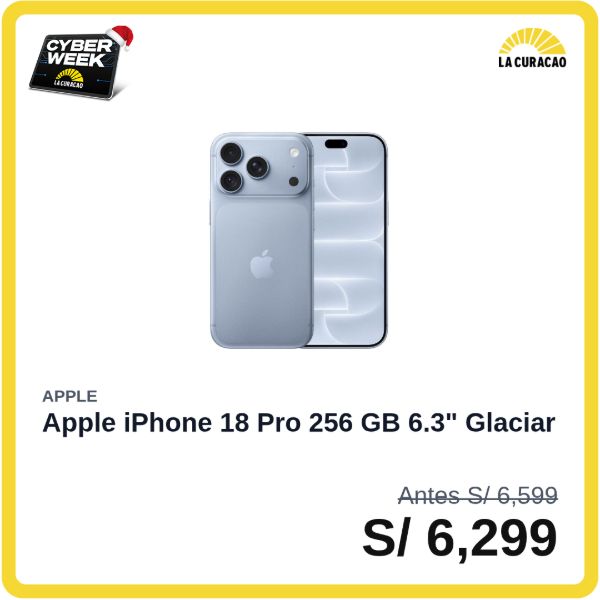 CYBER
WEEK
LA CURACAO
LA CURACAO
APPLE
Apple iPhone 18 Pro 256 GB 6.3" Glaciar
Antes S/ 6,599
S/ 6,299